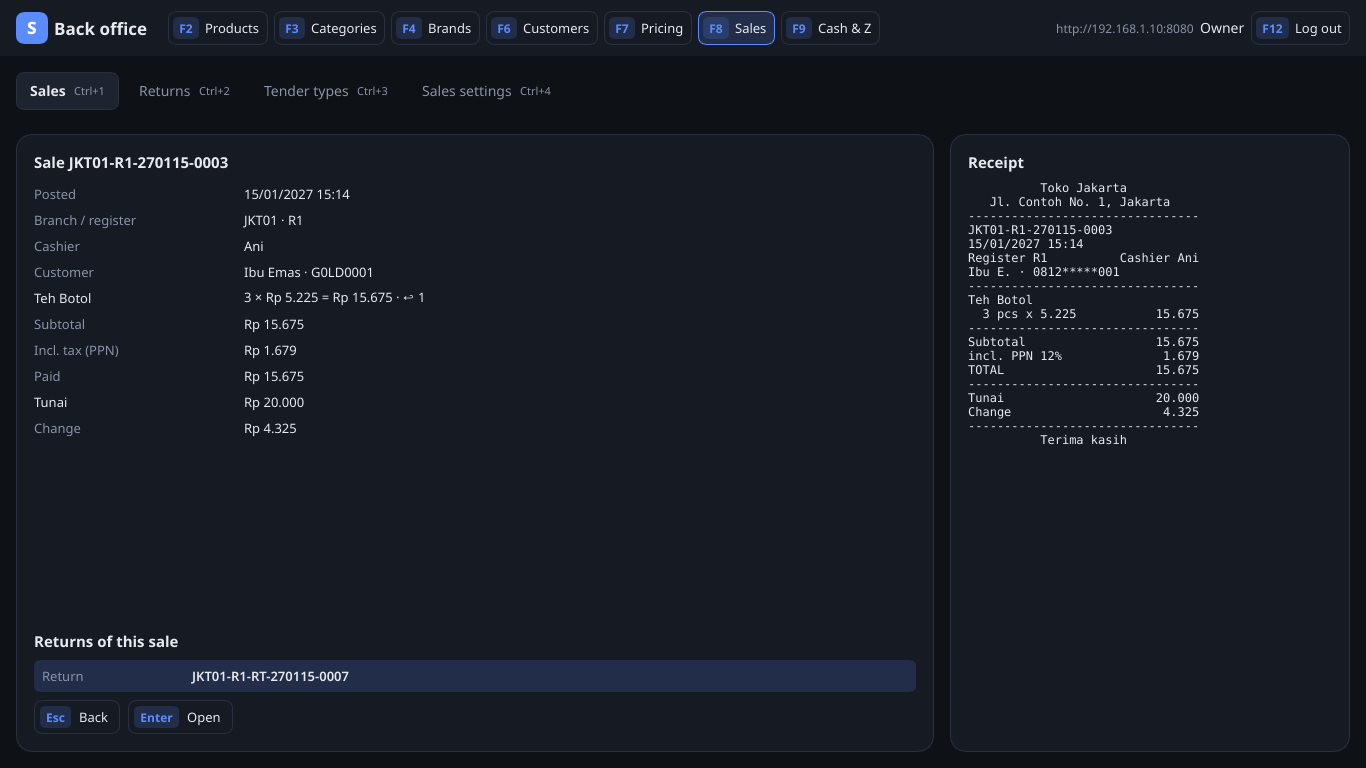 S Back office F2 Products F3 Categories F4 Brands F6 Customers F7 Pricing F8 Sales F9 Cash & Z http://192.168.1.10:8080 Owner F12 Log out
Sales Ctrl+1 Returns Ctrl+2 Tender types Ctrl+3 Sales settings Ctrl+4
Sale JKT01-R1-270115-0003
Posted 15/01/2027 15:14
Branch / register JKT01 · R1
Cashier Ani
Customer Ibu Emas · G0LD0001
Teh Botol 3 × Rp 5.225 = Rp 15.675 · ↩ 1
Subtotal Rp 15.675
Incl. tax (PPN) Rp 1.679
Paid Rp 15.675
Tunai Rp 20.000
Change Rp 4.325
Returns of this sale
Return JKT01-R1-RT-270115-0007
Esc Back Enter Open
Receipt
Toko Jakarta
Jl. Contoh No. 1, Jakarta
--------------------------------
JKT01-R1-270115-0003
15/01/2027 15:14
Register R1 Cashier Ani
Ibu E. · 0812*****001
--------------------------------
Teh Botol
3 pcs x 5.225 15.675
--------------------------------
Subtotal 15.675
incl. PPN 12% 1.679
TOTAL 15.675
--------------------------------
Tunai 20.000
Change 4.325
--------------------------------
Terima kasih